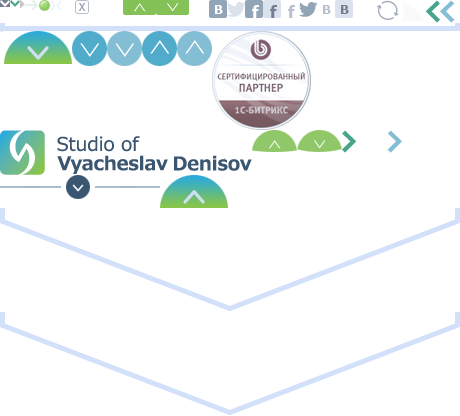 X
B
f
f
f
B
B
СЕРТИФИЦИРОВАННЫЙ
ПАРТНЕР
1С-БИТРИКС
Studio of
Vyacheslav Denisov